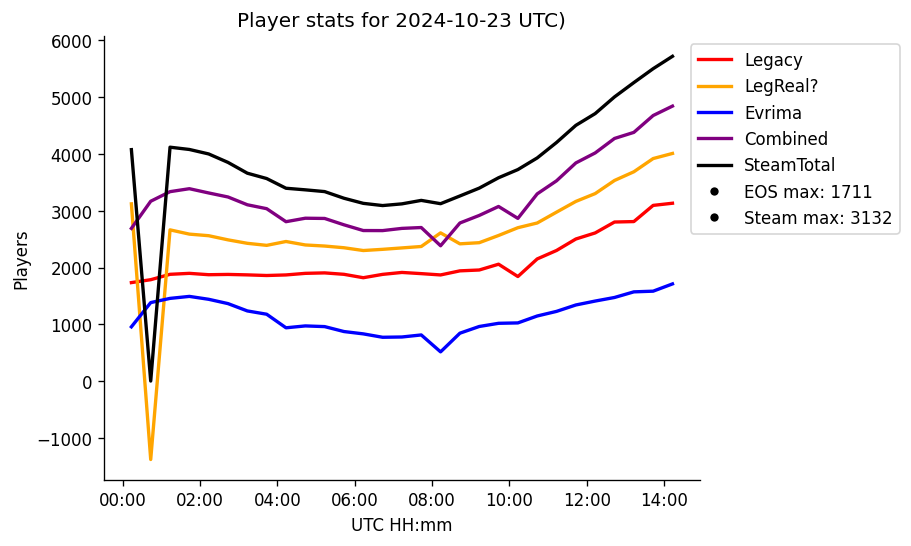 Player stats for 2024-10-23 UTC)
6000
5000
4000
3000
2000
1000
0
−1000
Players
00:00 02:00 04:00 06:00 08:00 10:00 12:00 14:00
UTC HH:mm
Legacy
LegReal?
Evrima
Combined
SteamTotal
EOS max: 1711
Steam max: 3132